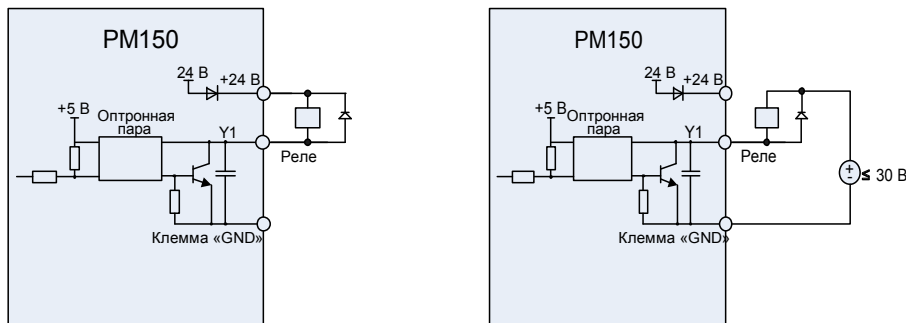 PM150
24 В
+24 В
+5 В
Оптронная
пара
Y1
Реле
Клемма «GND»
PM150
24 В
+24 В
+5 В
Оптронная
пара
Y1
Реле
+
-
≤ 30 В
Клемма «GND»